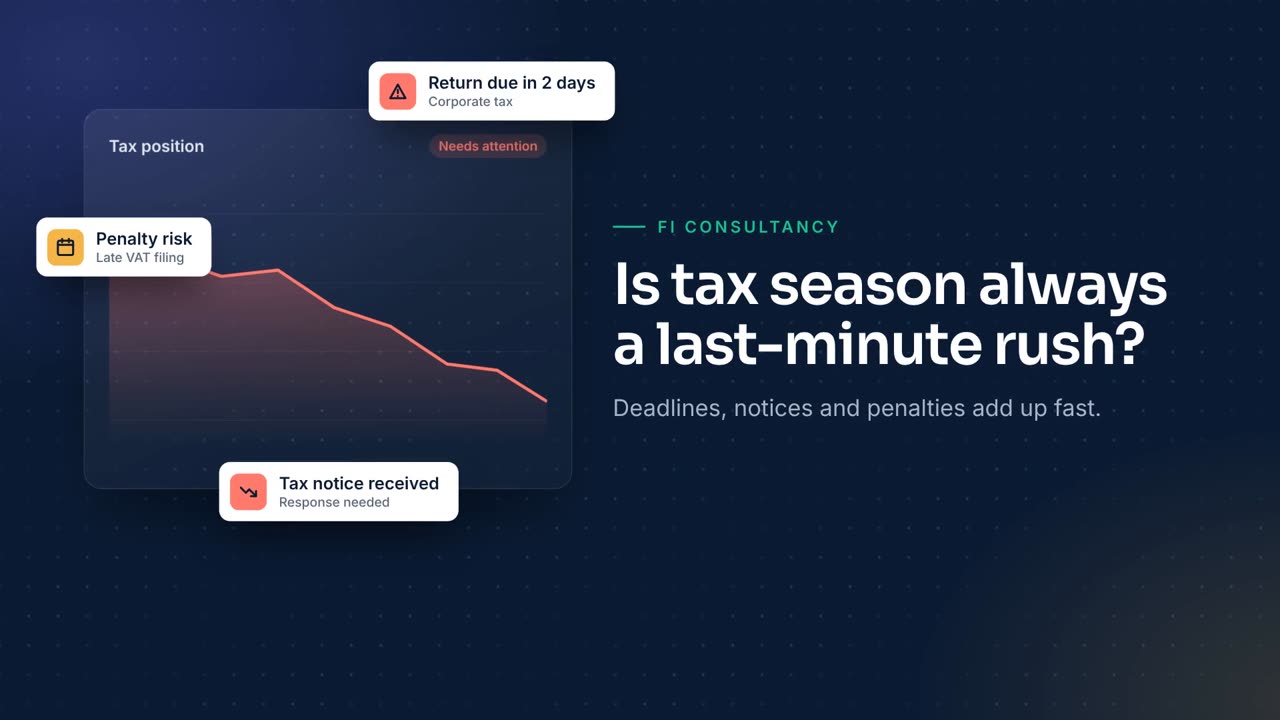 Return due in 2 days
Corporate tax
Tax position
Needs attention
Penalty risk
Late VAT filing
Tax notice received
Response needed
FI CONSULTANCY
Is tax season always
a last-minute rush?
Deadlines, notices and penalties add up fast.